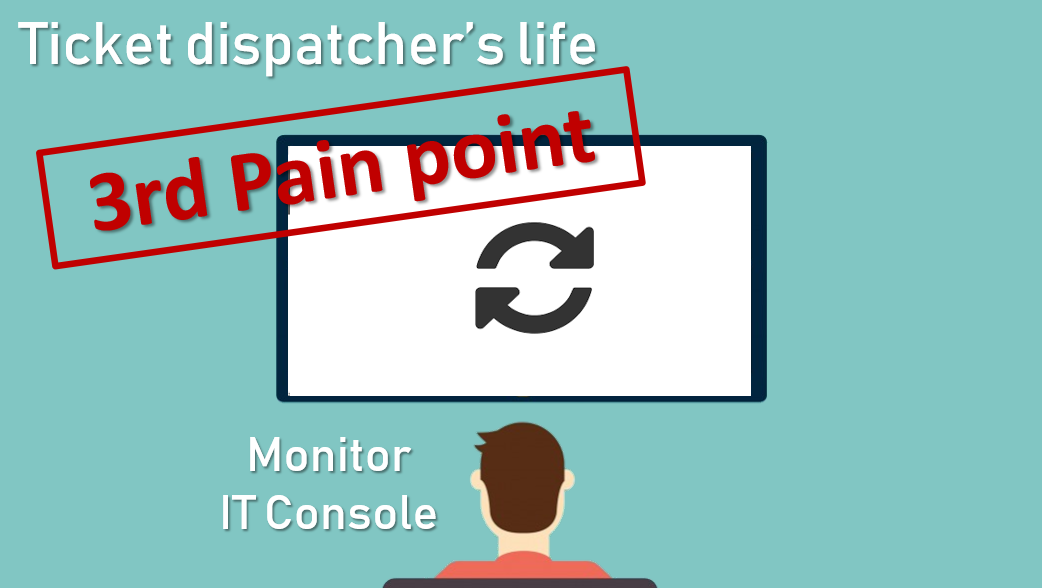 Ticket dispatcher’s life
3rd Pain point
Monitor
IT Console